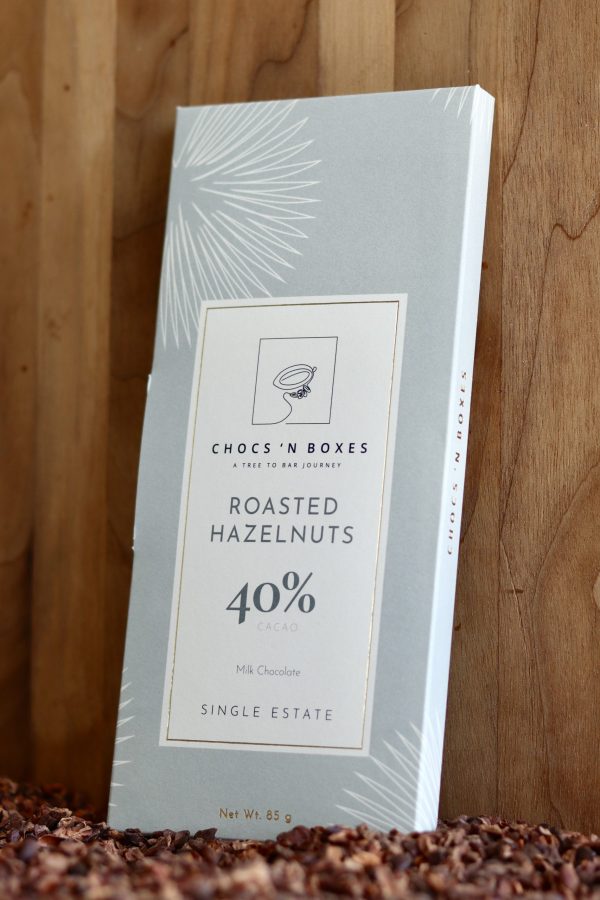 CHOCS 'N BOXES
A TREE TO BAR JOURNEY
ROASTED
HAZELNUTS
40%
CACAO
Milk Chocolate
SINGLE ESTATE
Net Wt. 85 g
CHOCS 'N BOXES